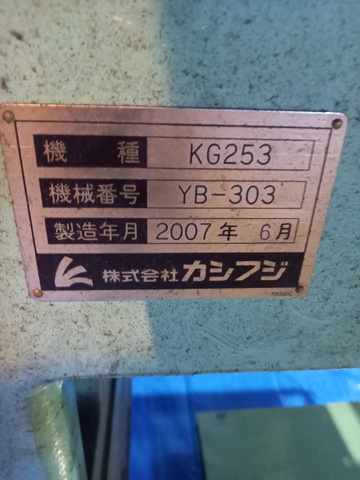 機種 KG253
機械番号 YB-303
製造年月 2007年 6月
株式会社カシフジ